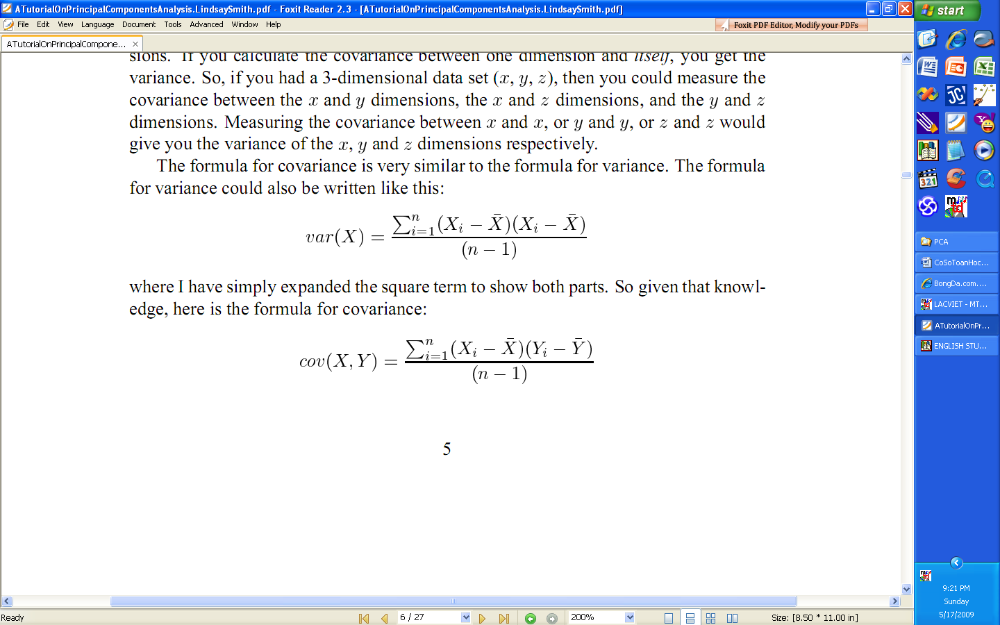 ATutorialOnPrincipalComponentsAnalysis.LindsaySmith.pdf - Foxit Reader 2.3 - [ATutorialOnPrincipalComponentsAnalysis.LindsaySmith.pdf]
File Edit View Language Document Tools Advanced Window Help
Foxit PDF Editor, Modify your PDFs
ATutorialOnPrincipalCompone...
sions. If you calculate the covariance between one dimension and itself, you get the
variance. So, if you had a 3-dimensional data set (x, y, z), then you could measure the
covariance between the x and y dimensions, the x and z dimensions, and the y and z
dimensions. Measuring the covariance between x and x, or y and y, or z and z would
give you the variance of the x, y and z dimensions respectively.
The formula for covariance is very similar to the formula for variance. The formula
for variance could also be written like this:
var(X) = \frac{\sum_{i=1}^{n}(X_i - \bar{X})(X_i - \bar{X})}{(n - 1)}
where I have simply expanded the square term to show both parts. So given that knowl-
edge, here is the formula for covariance:
cov(X, Y) = \frac{\sum_{i=1}^{n}(X_i - \bar{X})(Y_i - \bar{Y})}{(n - 1)}
5
Ready
6 / 27
200%
Size: [8.50 * 11.00 in]
start
321
PCA
CoSoToanHoc...
BongDa.com....
LACVIET - MT...
ATutorialOnPr...
ENGLISH STU...
9:21 PM
Sunday
5/17/2009